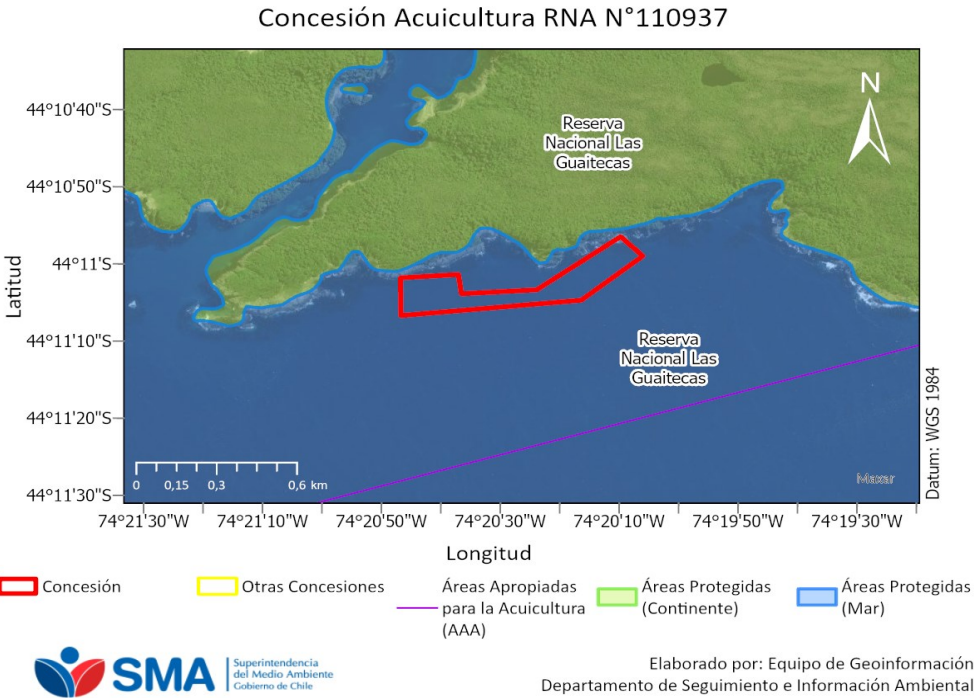 Concesión Acuicultura RNA N°110937
Reserva
Nacional Las
Guaitecas
N
44°10'40"S
44°10'50"S
44°11'S
44°11'10"S
44°11'20"S
44°11'30"S
Latitud
Reserva
Nacional Las
Guaitecas
Datum: WGS 1984
Maxar
0 0,15 0,3 0,6 km
74°21'30"W 74°21'10"W 74°20'50"W 74°20'30"W 74°20'10"W 74°19'50"W 74°19'30"W
Longitud
Concesión
Otras Concesiones
Áreas Apropiadas
para la Acuicultura
(AAA)
Áreas Protegidas
(Continente)
Áreas Protegidas
(Mar)
SMA
Superintendencia
del Medio Ambiente
Gobierno de Chile
Elaborado por: Equipo de Geoinformación
Departamento de Seguimiento e Información Ambiental